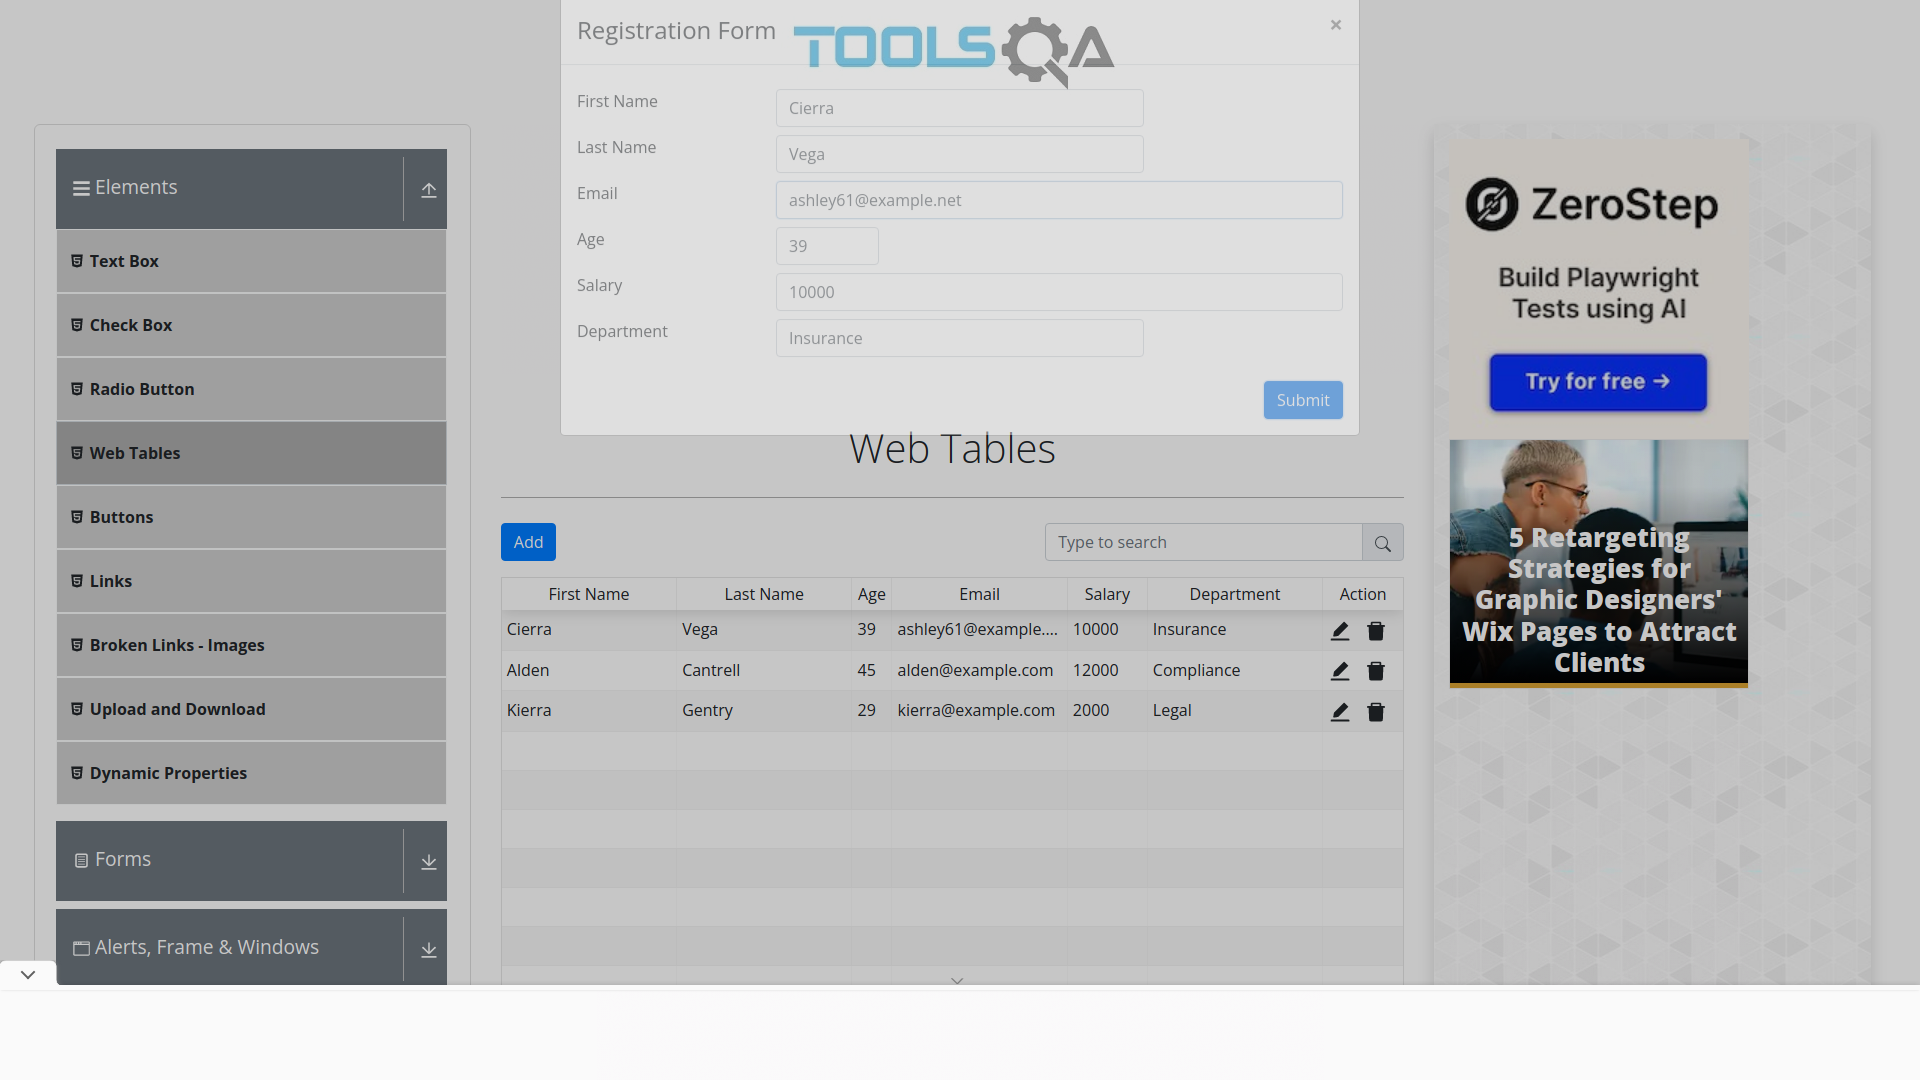 Registration Form
×
TOOLSQA
First Name
Cierra
Last Name
Vega
Email
ashley61@example.net
Age
39
Salary
10000
Department
Insurance
Submit
Elements
Text Box
Check Box
Radio Button
Web Tables
Buttons
Links
Broken Links - Images
Upload and Download
Dynamic Properties
Forms
Alerts, Frame & Windows
Web Tables
Add
Type to search
First Name Last Name Age Email Salary Department Action
Cierra Vega 39 ashley61@example.... 10000 Insurance
Alden Cantrell 45 alden@example.com 12000 Compliance
Kierra Gentry 29 kierra@example.com 2000 Legal
ZeroStep
Build Playwright
Tests using AI
Try for free →
5 Retargeting
Strategies for
Graphic Designers'
Wix Pages to Attract
Clients